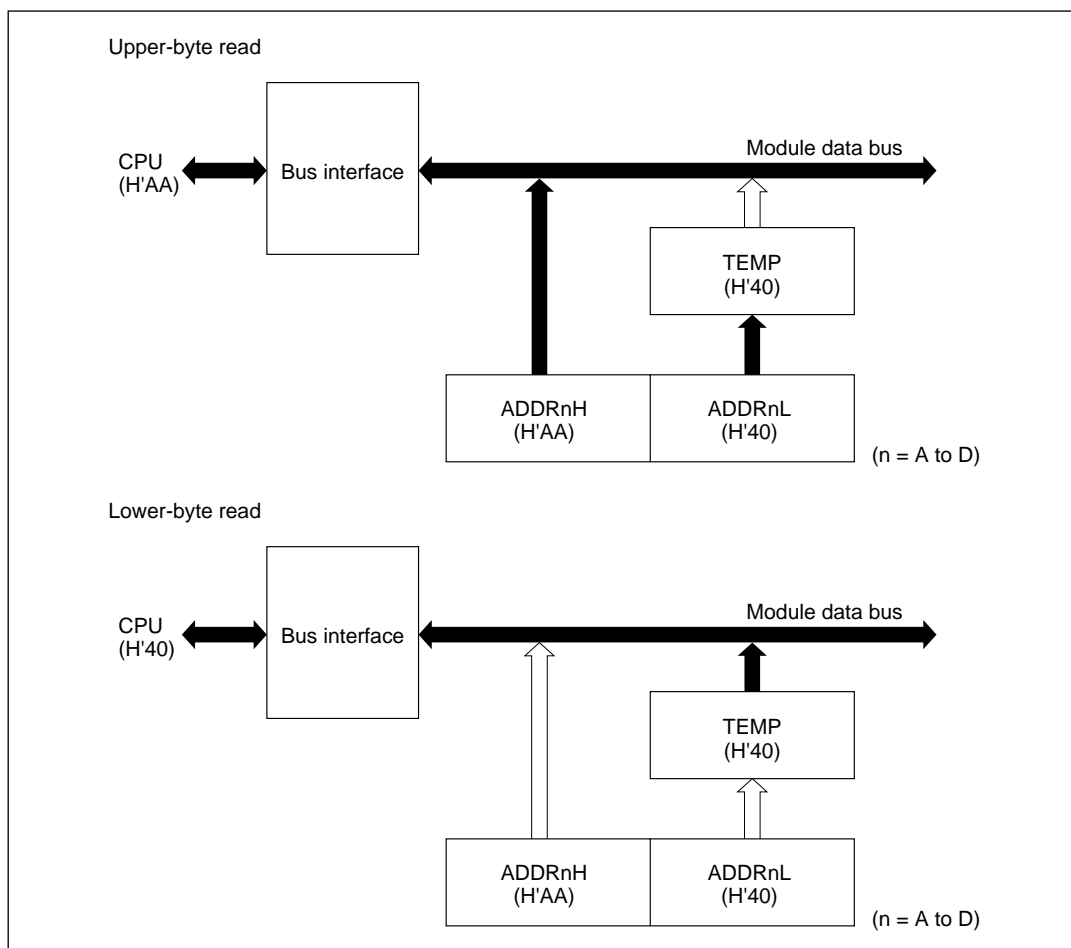 Upper-byte read
CPU
(H'AA)
Bus interface
Module data bus
TEMP
(H'40)
ADDRnH
(H'AA)
ADDRnL
(H'40)
(n = A to D)
Lower-byte read
CPU
(H'40)
Bus interface
Module data bus
TEMP
(H'40)
ADDRnH
(H'AA)
ADDRnL
(H'40)
(n = A to D)